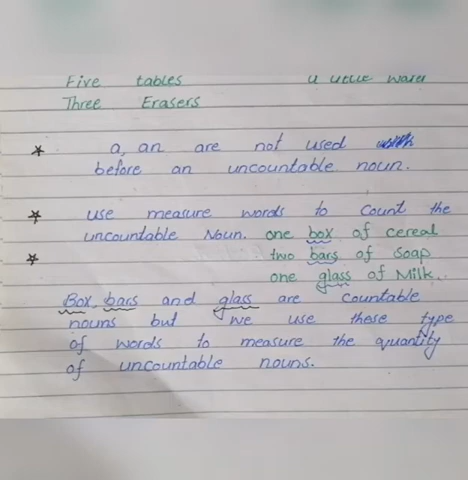 Five tables
Three Erasers
* a, an are not used
before an uncountable noun.
* use measure words to count the
uncountable Noun. one box of cereal
* two bars of soap
one glass of Milk.
Box, bars and glass are countable
nouns but we use these type
of words to measure the quantity
of uncountable nouns.